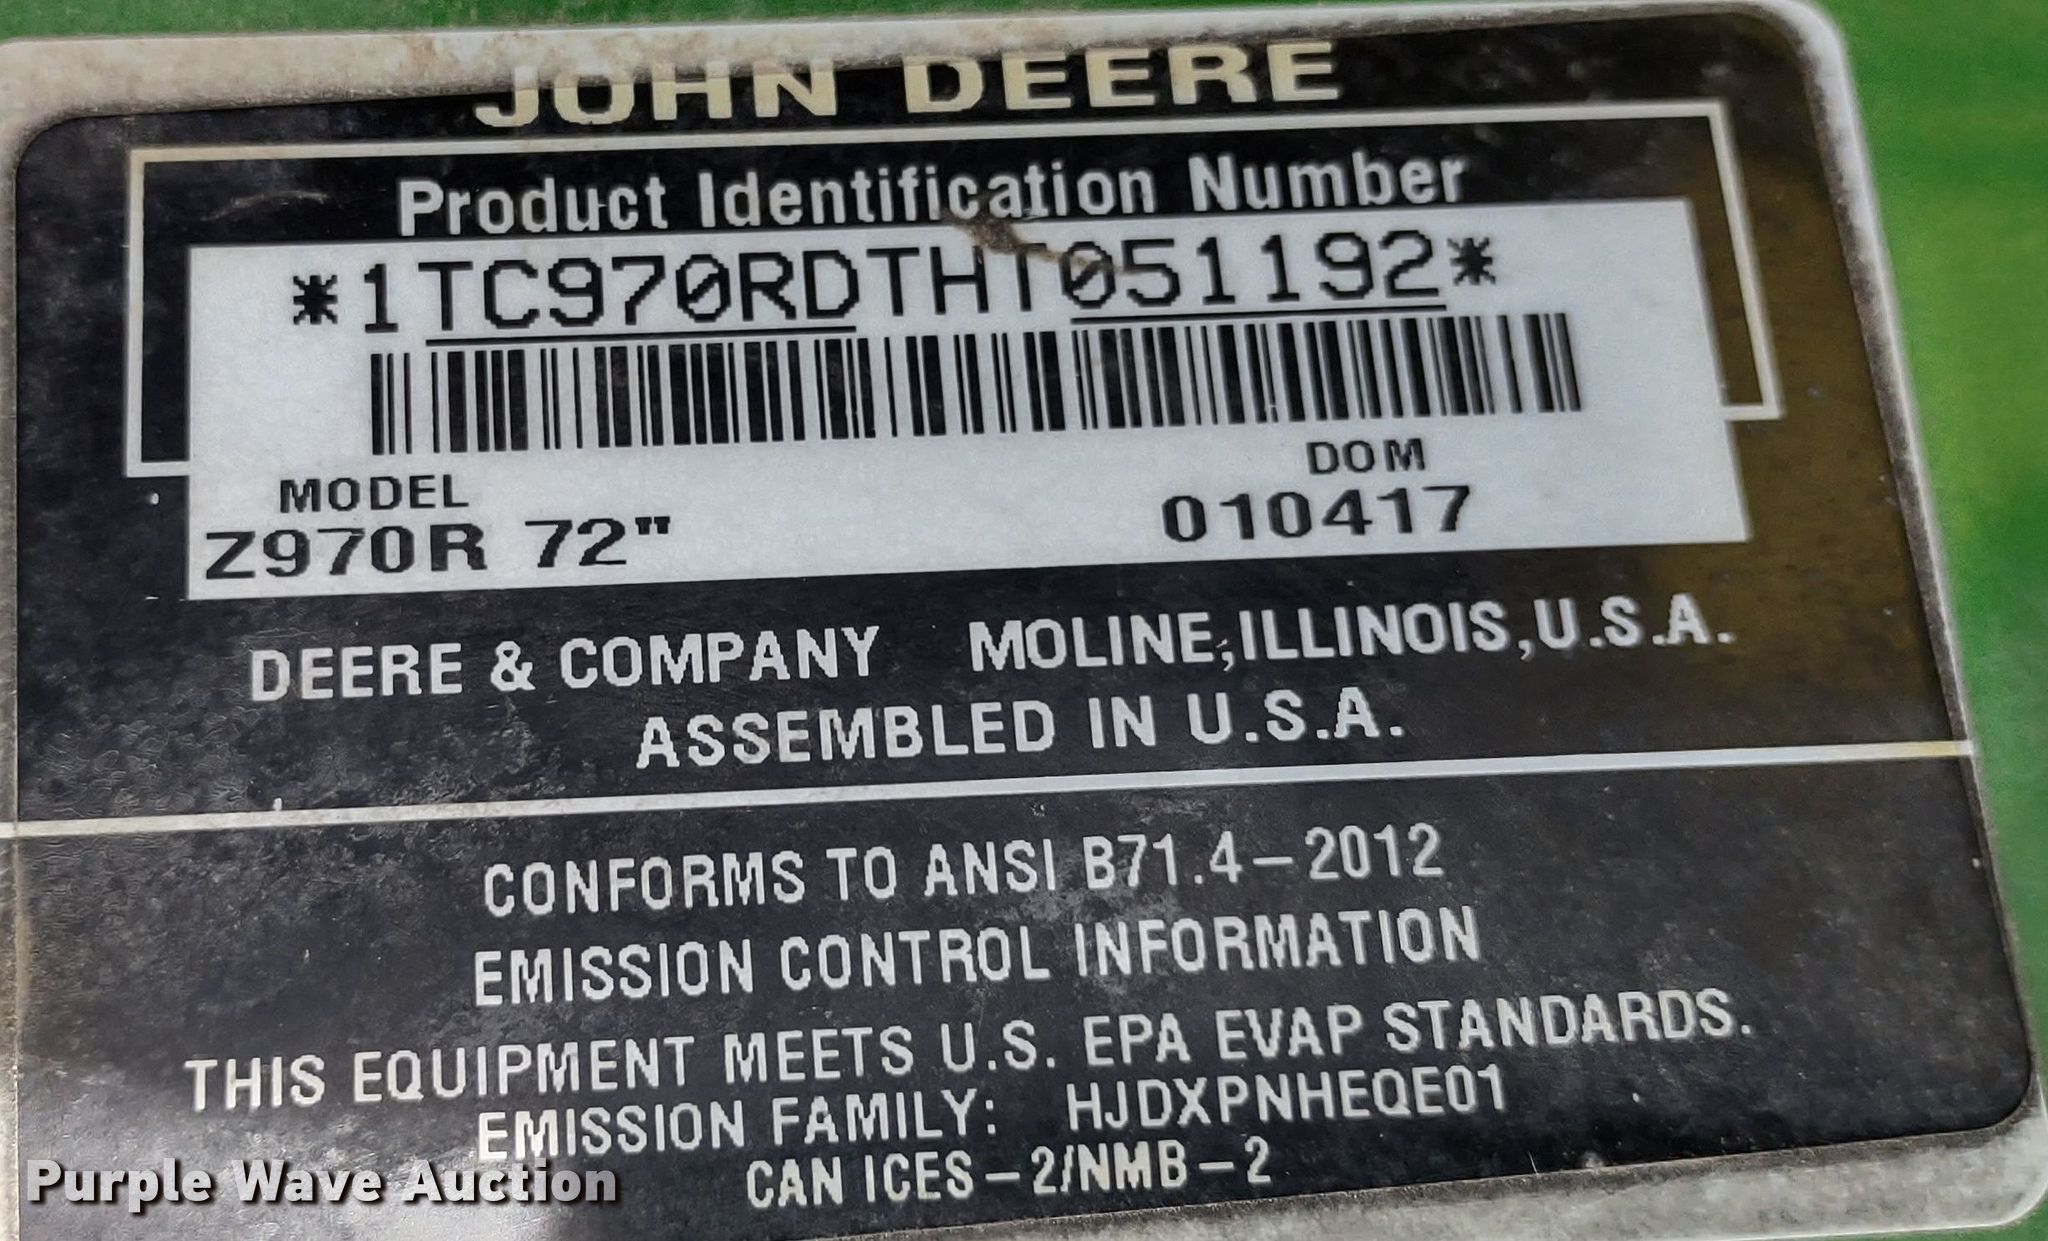 JOHN DEERE
Product Identification Number
*1TC970RDTHT051192*
MODEL
DOM
Z970R 72"
010417
DEERE & COMPANY MOLINE, ILLINOIS, U.S.A.
ASSEMBLED IN U.S.A.
CONFORMS TO ANSI B71.4-2012
EMISSION CONTROL INFORMATION
THIS EQUIPMENT MEETS U.S. EPA EVAP STANDARDS.
EMISSION FAMILY: HJDXPNHEQE01
CAN ICES-2/NMB-2
Purple Wave Auction